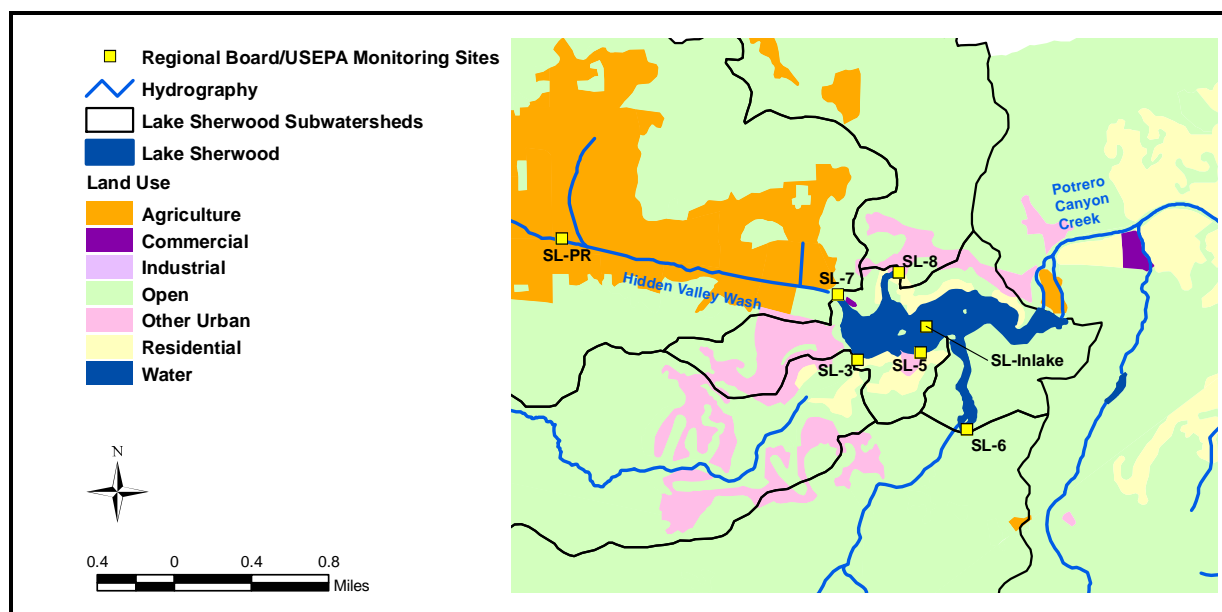 Regional Board/USEPA Monitoring Sites
Hydrography
Lake Sherwood Subwatersheds
Lake Sherwood
Land Use
Agriculture
Commercial
Industrial
Open
Other Urban
Residential
Water
N
0.4 0 0.4 0.8
Miles
Potrero
Canyon
Creek
SL-PR
Hidden Valley Wash
SL-7
SL-8
SL-3
SL-5
SL-Inlake
SL-6